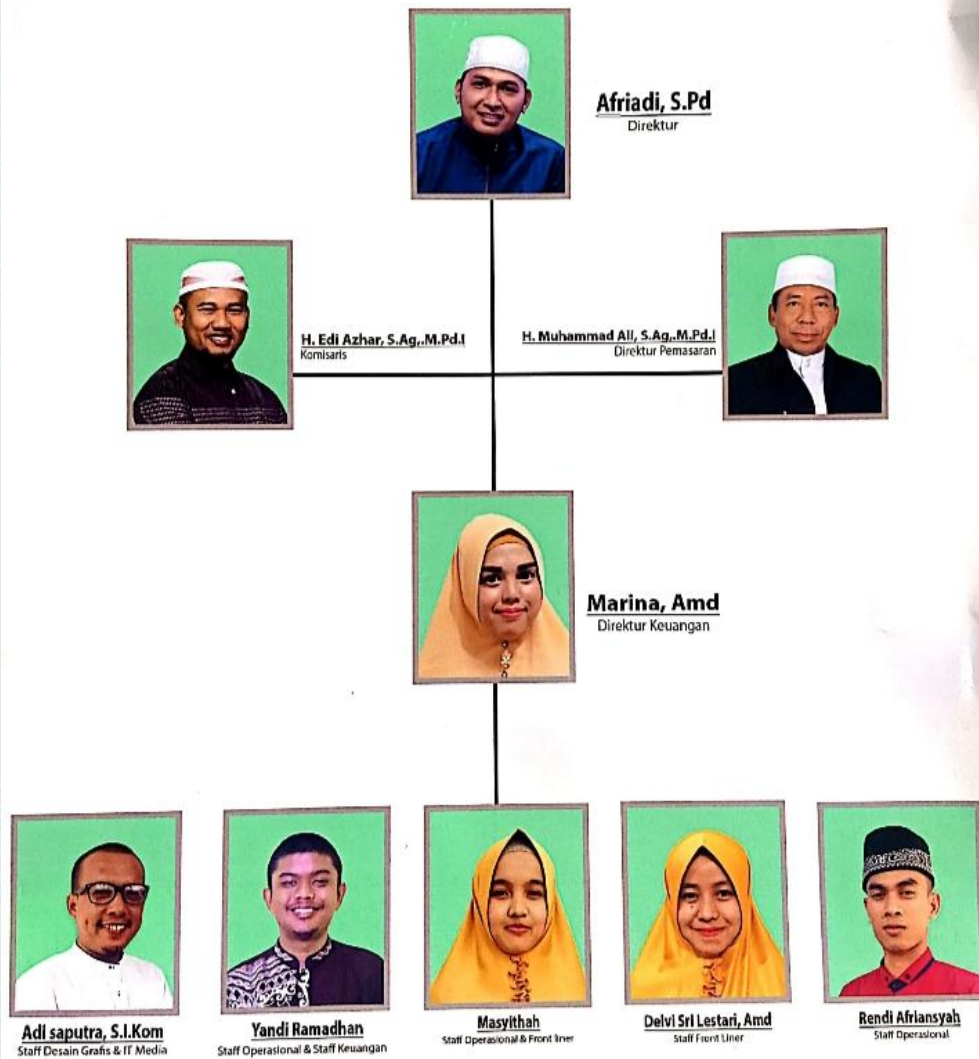 Afriadi, S.Pd
Direktur
H. Edi Azhar, S.Ag,.M.Pd.I
Komisaris
H. Muhammad Ali, S.Ag,.M.Pd.I
Direktur Pemasaran
Marina, Amd
Direktur Keuangan
Adi saputra, S.I.Kom
Staff Desain Grafis & IT Media
Yandi Ramadhan
Staff Operasional & Staff Keuangan
Masyithah
Staff Operasional & Front liner
Delvi Sri Lestari, Amd
Staff Front Liner
Rendi Afriansyah
Staff Operasional